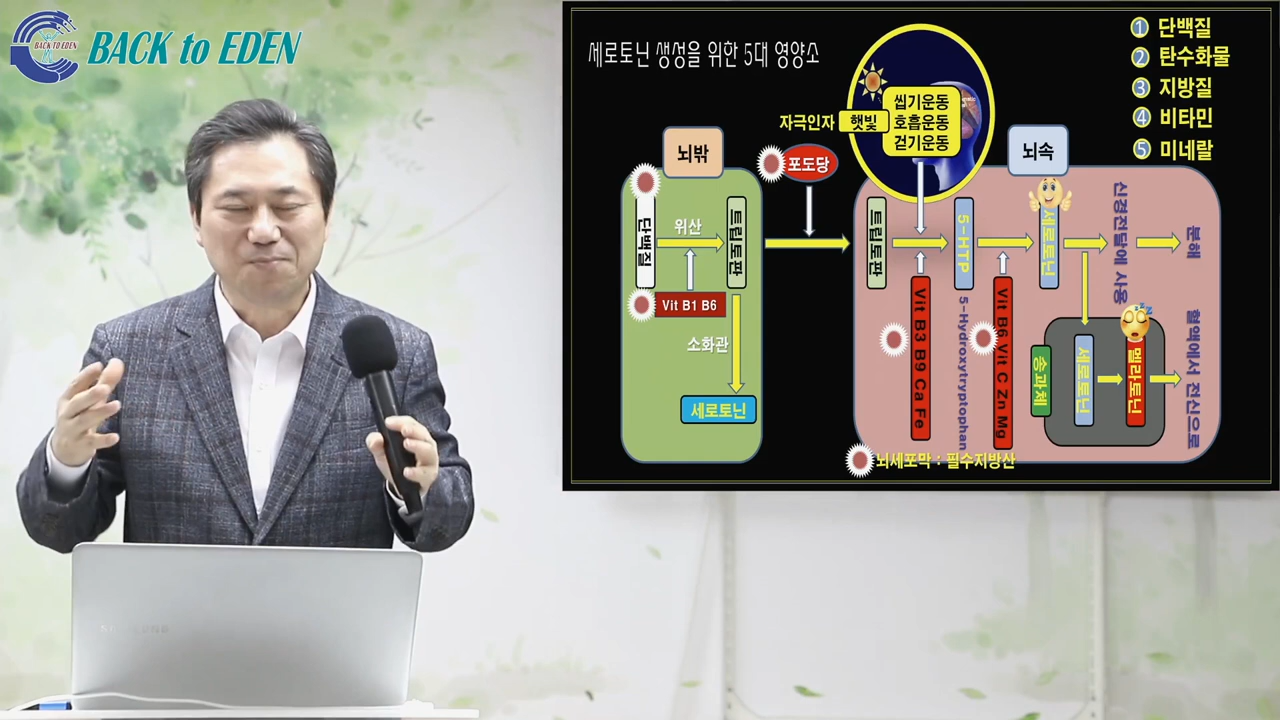 BACK TO EDEN
BACK to EDEN
세로토닌 생성을 위한 5대 영양소
① 단백질
② 탄수화물
③ 지방질
④ 비타민
⑤ 미네랄
자극인자
햇빛
씹기운동
호흡운동
걷기운동
뇌밖
포도당
뇌속
단백질
위산
트립토판
Vit B1 B6
소화관
세로토닌
트립토판
5-HTP
5-Hydroxytryptophan
세로토닌
신경전달에 사용
분해
Vit B3 B9 Ca Fe
Vit B6 Vit C Zn Mg
송과체
세로토닌
멜라토닌
혈액에서 전신으로
뇌세포막 : 필수지방산